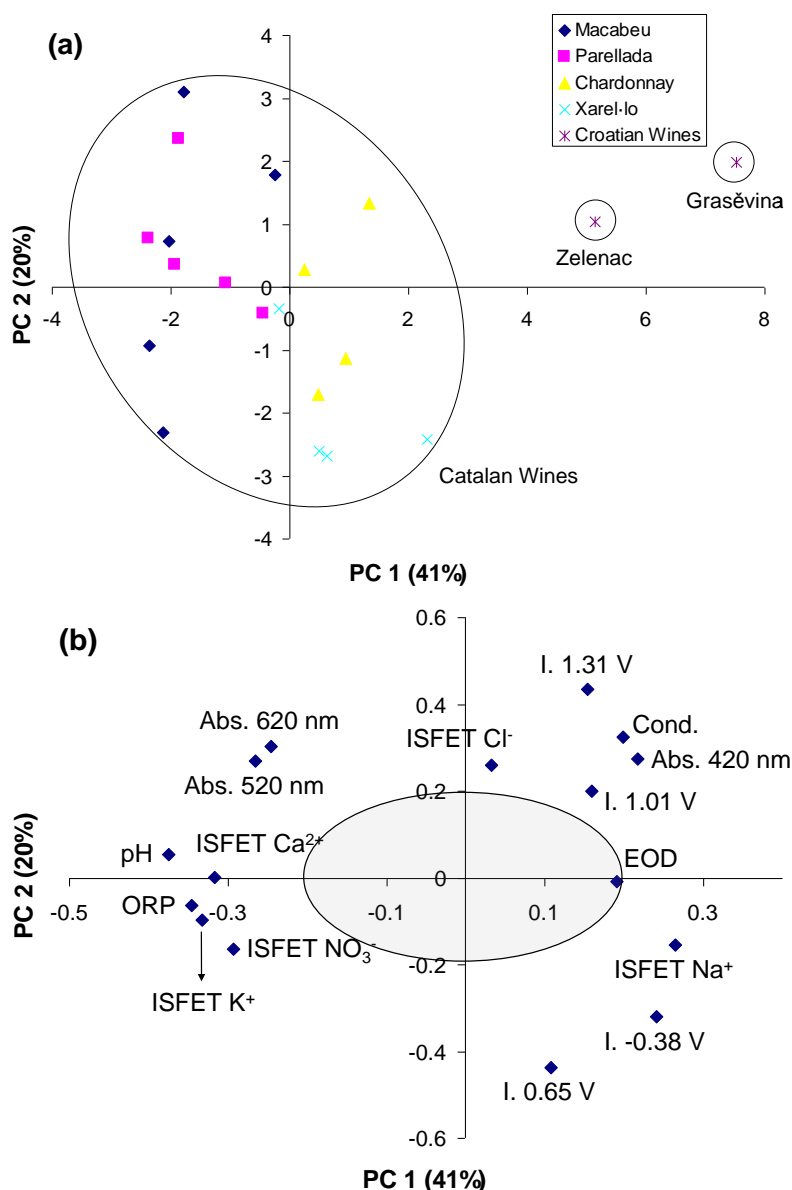 (a)
Macabeu
Parellada
Chardonnay
Xarel·lo
Croatian Wines
4
3
2
1
0
-1
-2
-3
-4
-4
-2
0
2
4
6
8
Grasěvina
Zelenac
Catalan Wines
PC 2 (20%)
PC 1 (41%)
(b)
0.6
0.4
0.2
0
-0.2
-0.4
-0.6
-0.5
-0.3
-0.1
0.1
0.3
I. 1.31 V
Abs. 620 nm
Cond.
ISFET Cl⁻
Abs. 420 nm
Abs. 520 nm
I. 1.01 V
pH
ISFET Ca²⁺
EOD
ORP
ISFET NO₃⁻
ISFET Na⁺
ISFET K⁺
I. -0.38 V
I. 0.65 V
PC 2 (20%)
PC 1 (41%)